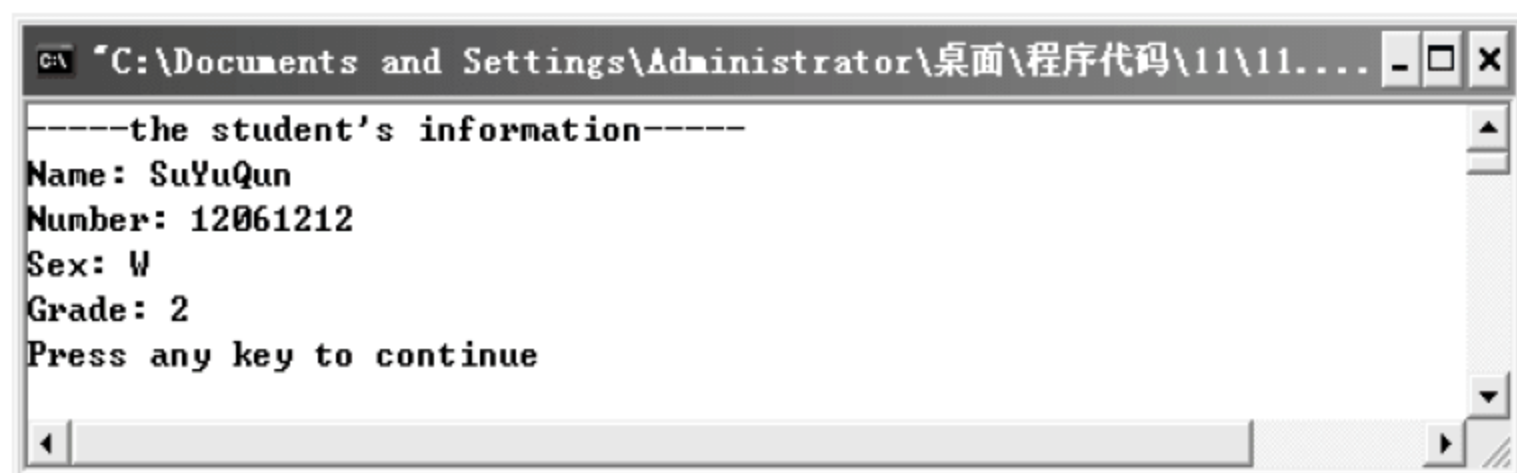 "C:\Documents and Settings\Administrator\桌面\程序代码\11\11....
-----the student's information-----
Name: SuYuQun
Number: 12061212
Sex: W
Grade: 2
Press any key to continue